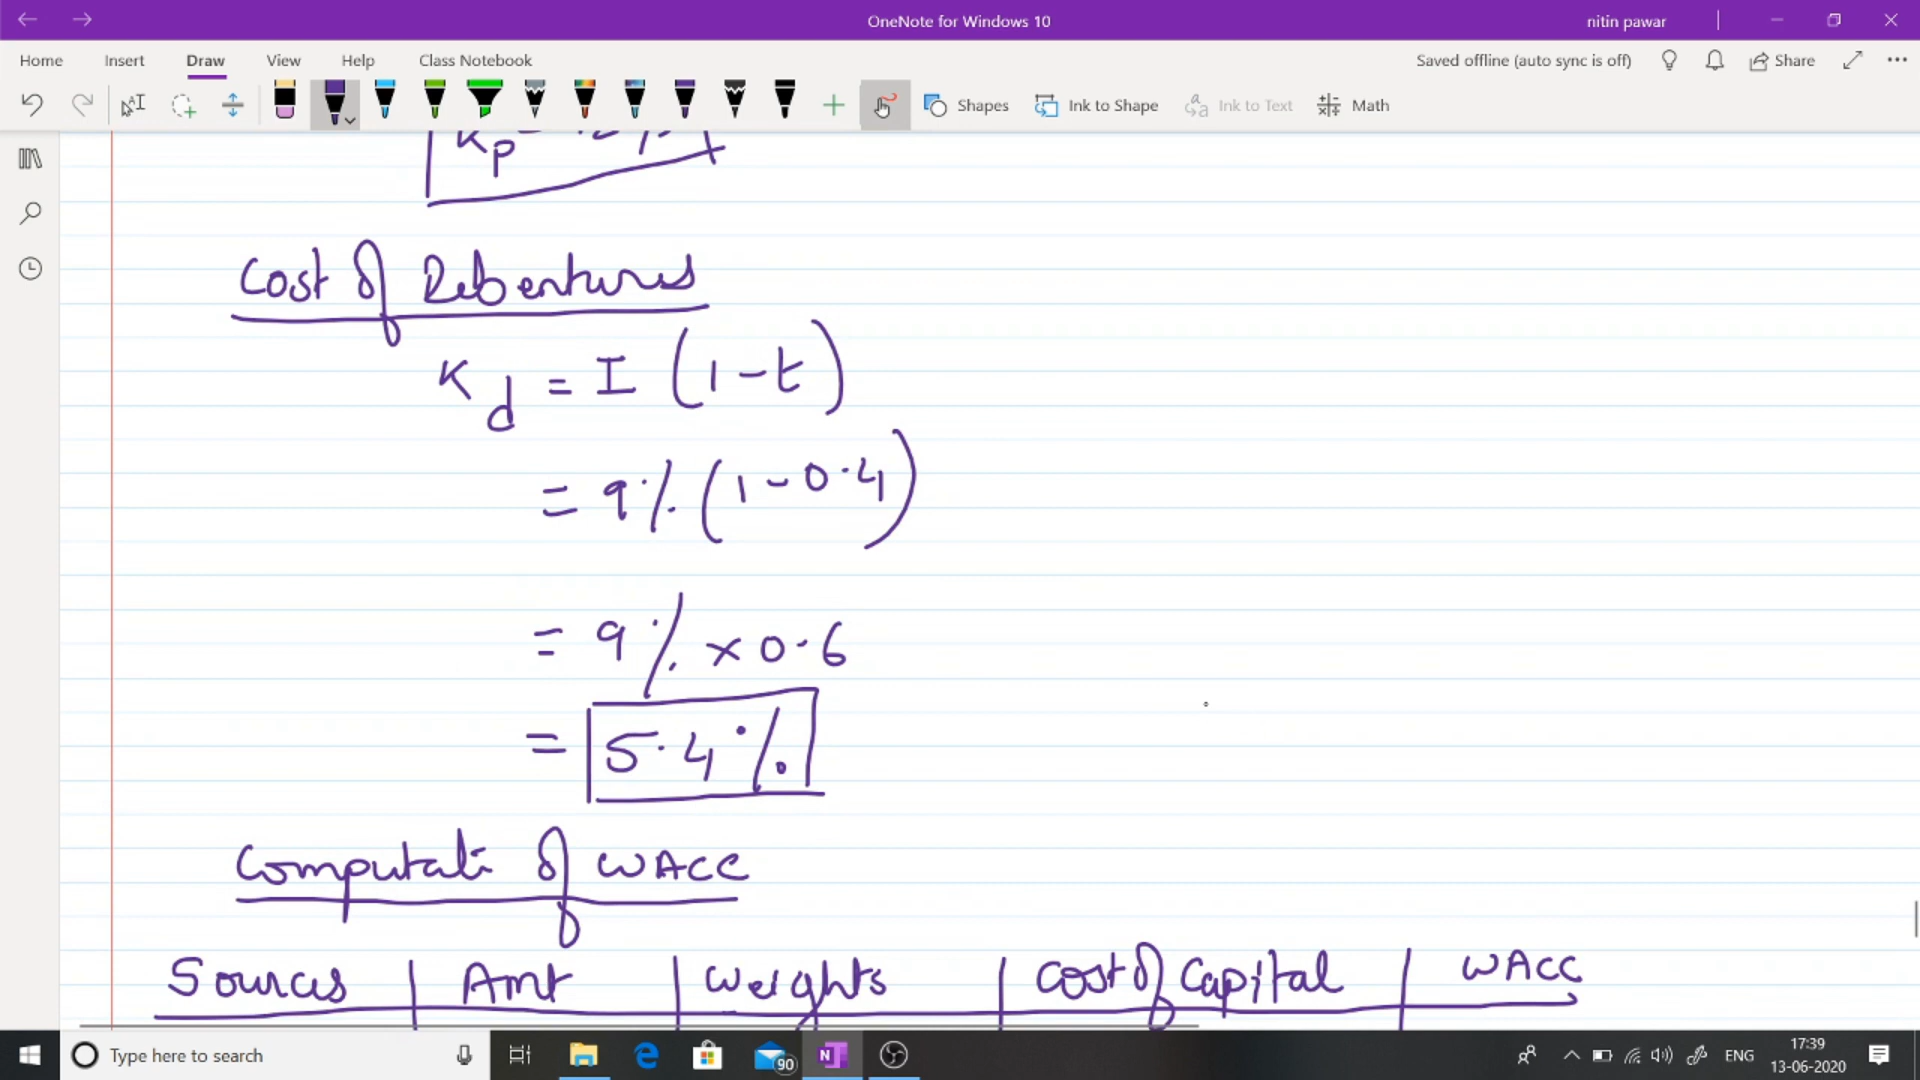 OneNote for Windows 10
nitin pawar
Home Insert Draw View Help Class Notebook
Saved offline (auto sync is off) Share
Shapes Ink to Shape Ink to Text Math
Kp =
Cost of Debentures
Kd = I (1-t)
= 9% (1-0.4)
= 9% x 0.6
= 5.4%
Computati of WACC
Sources | Amt | Weights | Cost of Capital | WACC
Type here to search
90
N
ENG
17:39
13-06-2020